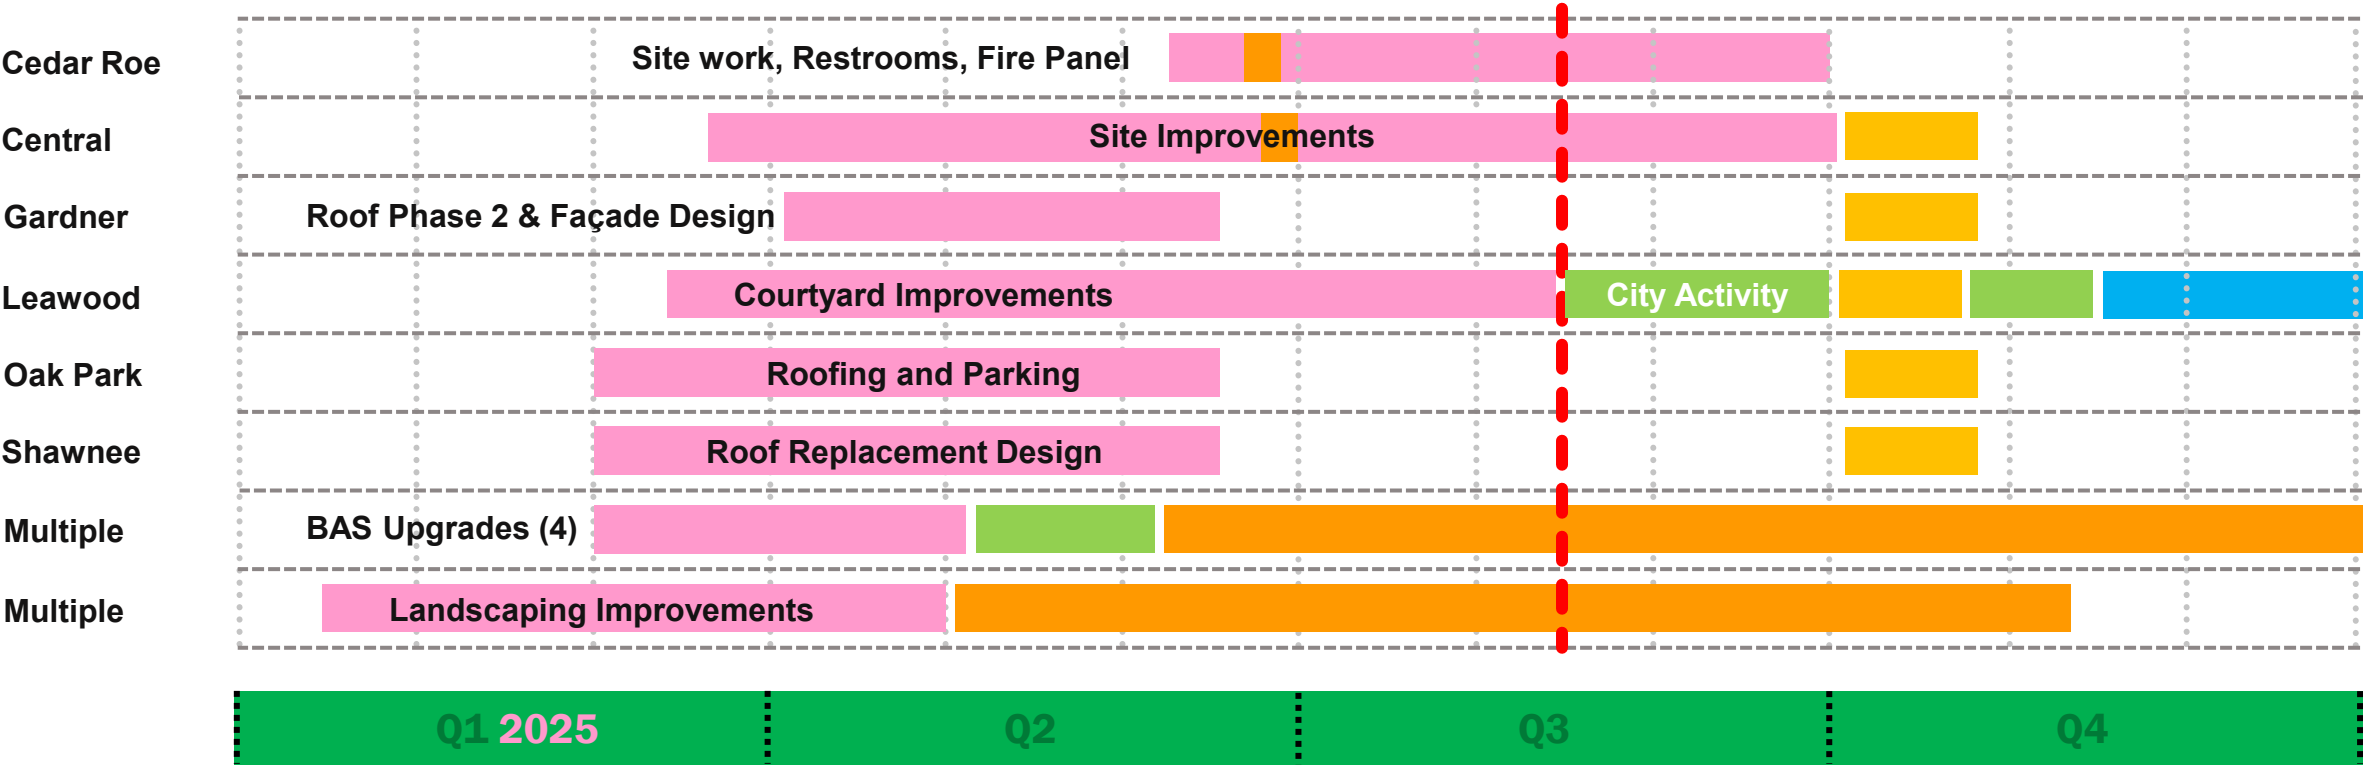 Cedar Roe Site work, Restrooms, Fire Panel
Central Site Improvements
Gardner Roof Phase 2 & Façade Design
Leawood Courtyard Improvements City Activity
Oak Park Roofing and Parking
Shawnee Roof Replacement Design
Multiple BAS Upgrades (4)
Multiple Landscaping Improvements
Q1 2025 Q2 Q3 Q4